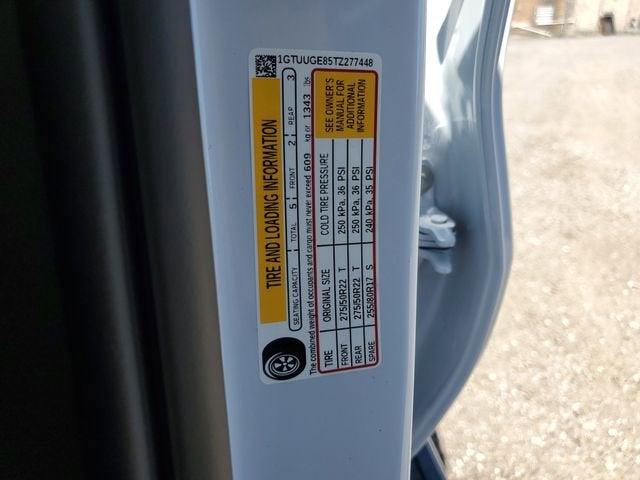 1GTUUGE85TZ277448
TIRE AND LOADING INFORMATION
SEATING CAPACITY TOTAL 5 FRONT 2 REAR 3
The combined weight of occupants and cargo must never exceed 609 kg or 1343 lbs
TIRE ORIGINAL SIZE COLD TIRE PRESSURE
FRONT 275/50R22 T 250 kPa, 36 PSI
REAR 275/50R22 T 250 kPa, 36 PSI
SPARE 255/80R17 S 240 kPa, 35 PSI
SEE OWNER'S
MANUAL FOR
ADDITIONAL
INFORMATION